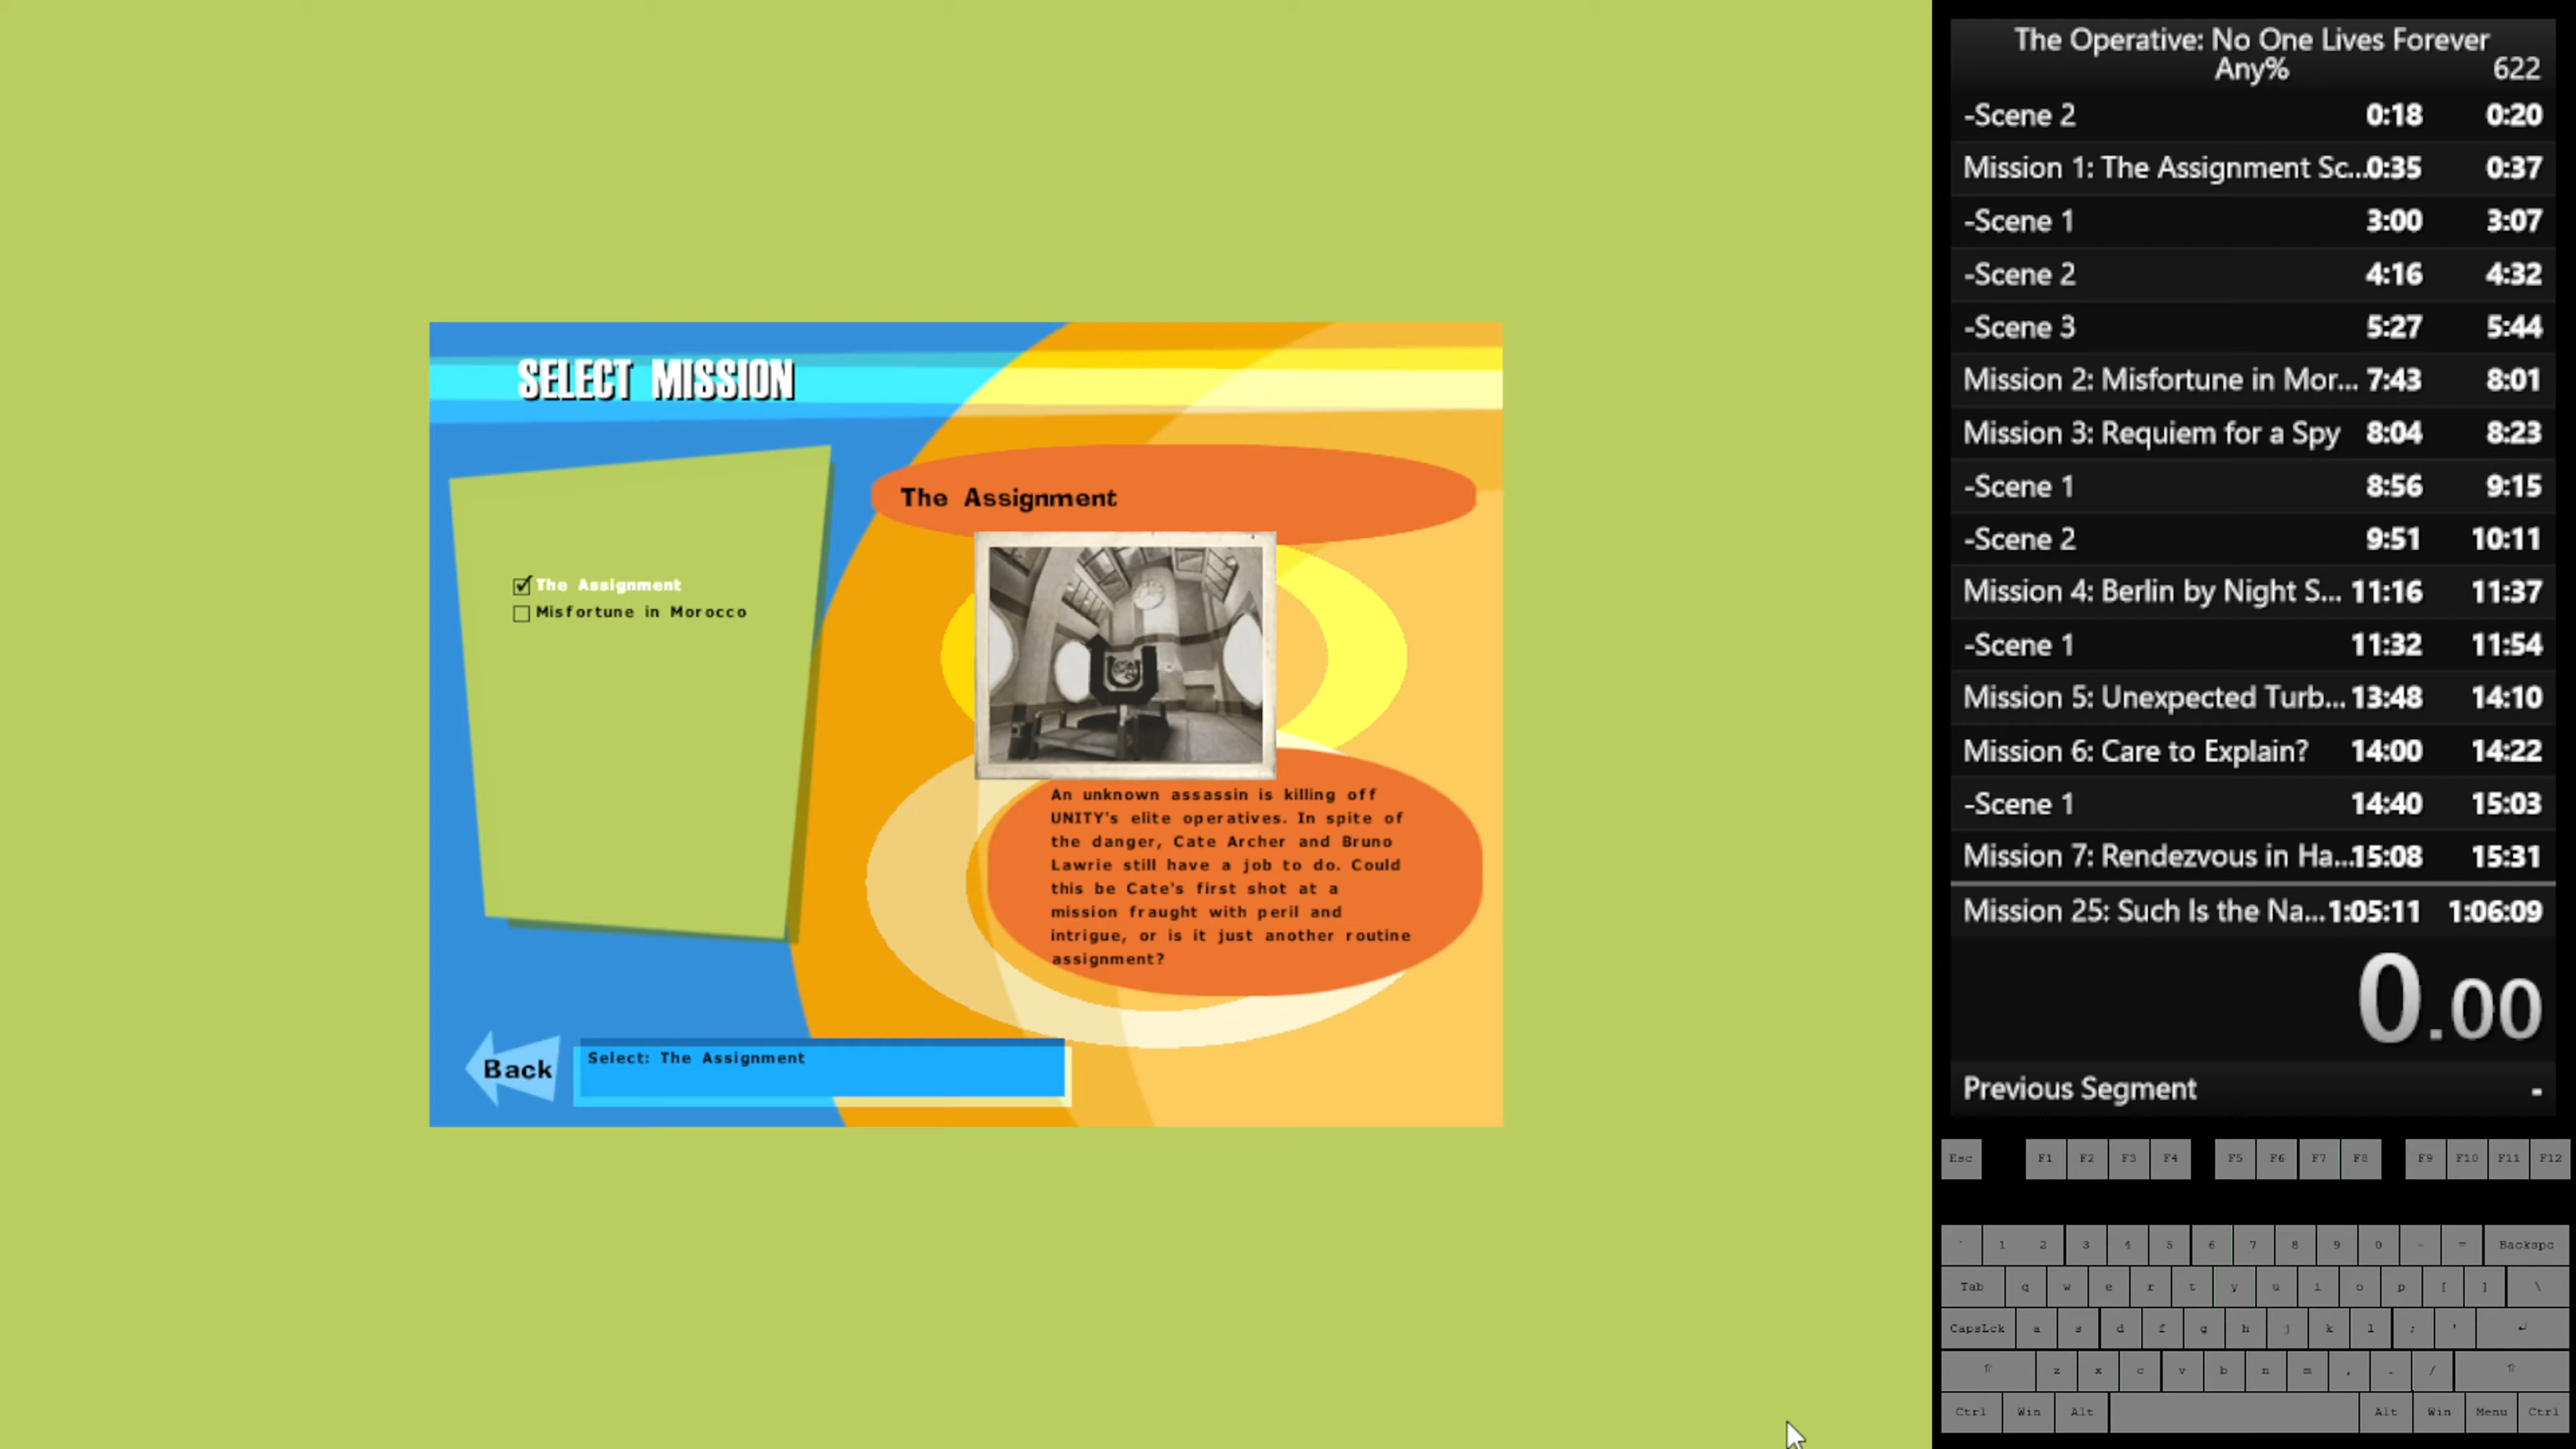 SELECT MISSION
The Assignment
Misfortune in Morocco
The Assignment
An unknown assassin is killing off
UNITY's elite operatives. In spite of
the danger, Cate Archer and Bruno
Lawrie still have a job to do. Could
this be Cate's first shot at a
mission fraught with peril and
intrigue, or is it just another routine
assignment?
Back
Select: The Assignment
The Operative: No One Lives Forever
Any% 622
-Scene 2 0:18 0:20
Mission 1: The Assignment Sc... 0:35 0:37
-Scene 1 3:00 3:07
-Scene 2 4:16 4:32
-Scene 3 5:27 5:44
Mission 2: Misfortune in Mor... 7:43 8:01
Mission 3: Requiem for a Spy 8:04 8:23
-Scene 1 8:56 9:15
-Scene 2 9:51 10:11
Mission 4: Berlin by Night S... 11:16 11:37
-Scene 1 11:32 11:54
Mission 5: Unexpected Turb... 13:48 14:10
Mission 6: Care to Explain? 14:00 14:22
-Scene 1 14:40 15:03
Mission 7: Rendezvous in Ha... 15:08 15:31
Mission 25: Such Is the Na... 1:05:11 1:06:09
0.00
Previous Segment -
Esc F1 F2 F3 F4 F5 F6 F7 F8 F9 F10 F11 F12
` 1 2 3 4 5 6 7 8 9 0 - = Backspc
Tab q w e r t y u i o p [ ] \
CapsLck a s d f g h j k l ; ' ↵
⇧ z x c v b n m , . / ⇧
Ctrl Win Alt Alt Win Menu Ctrl